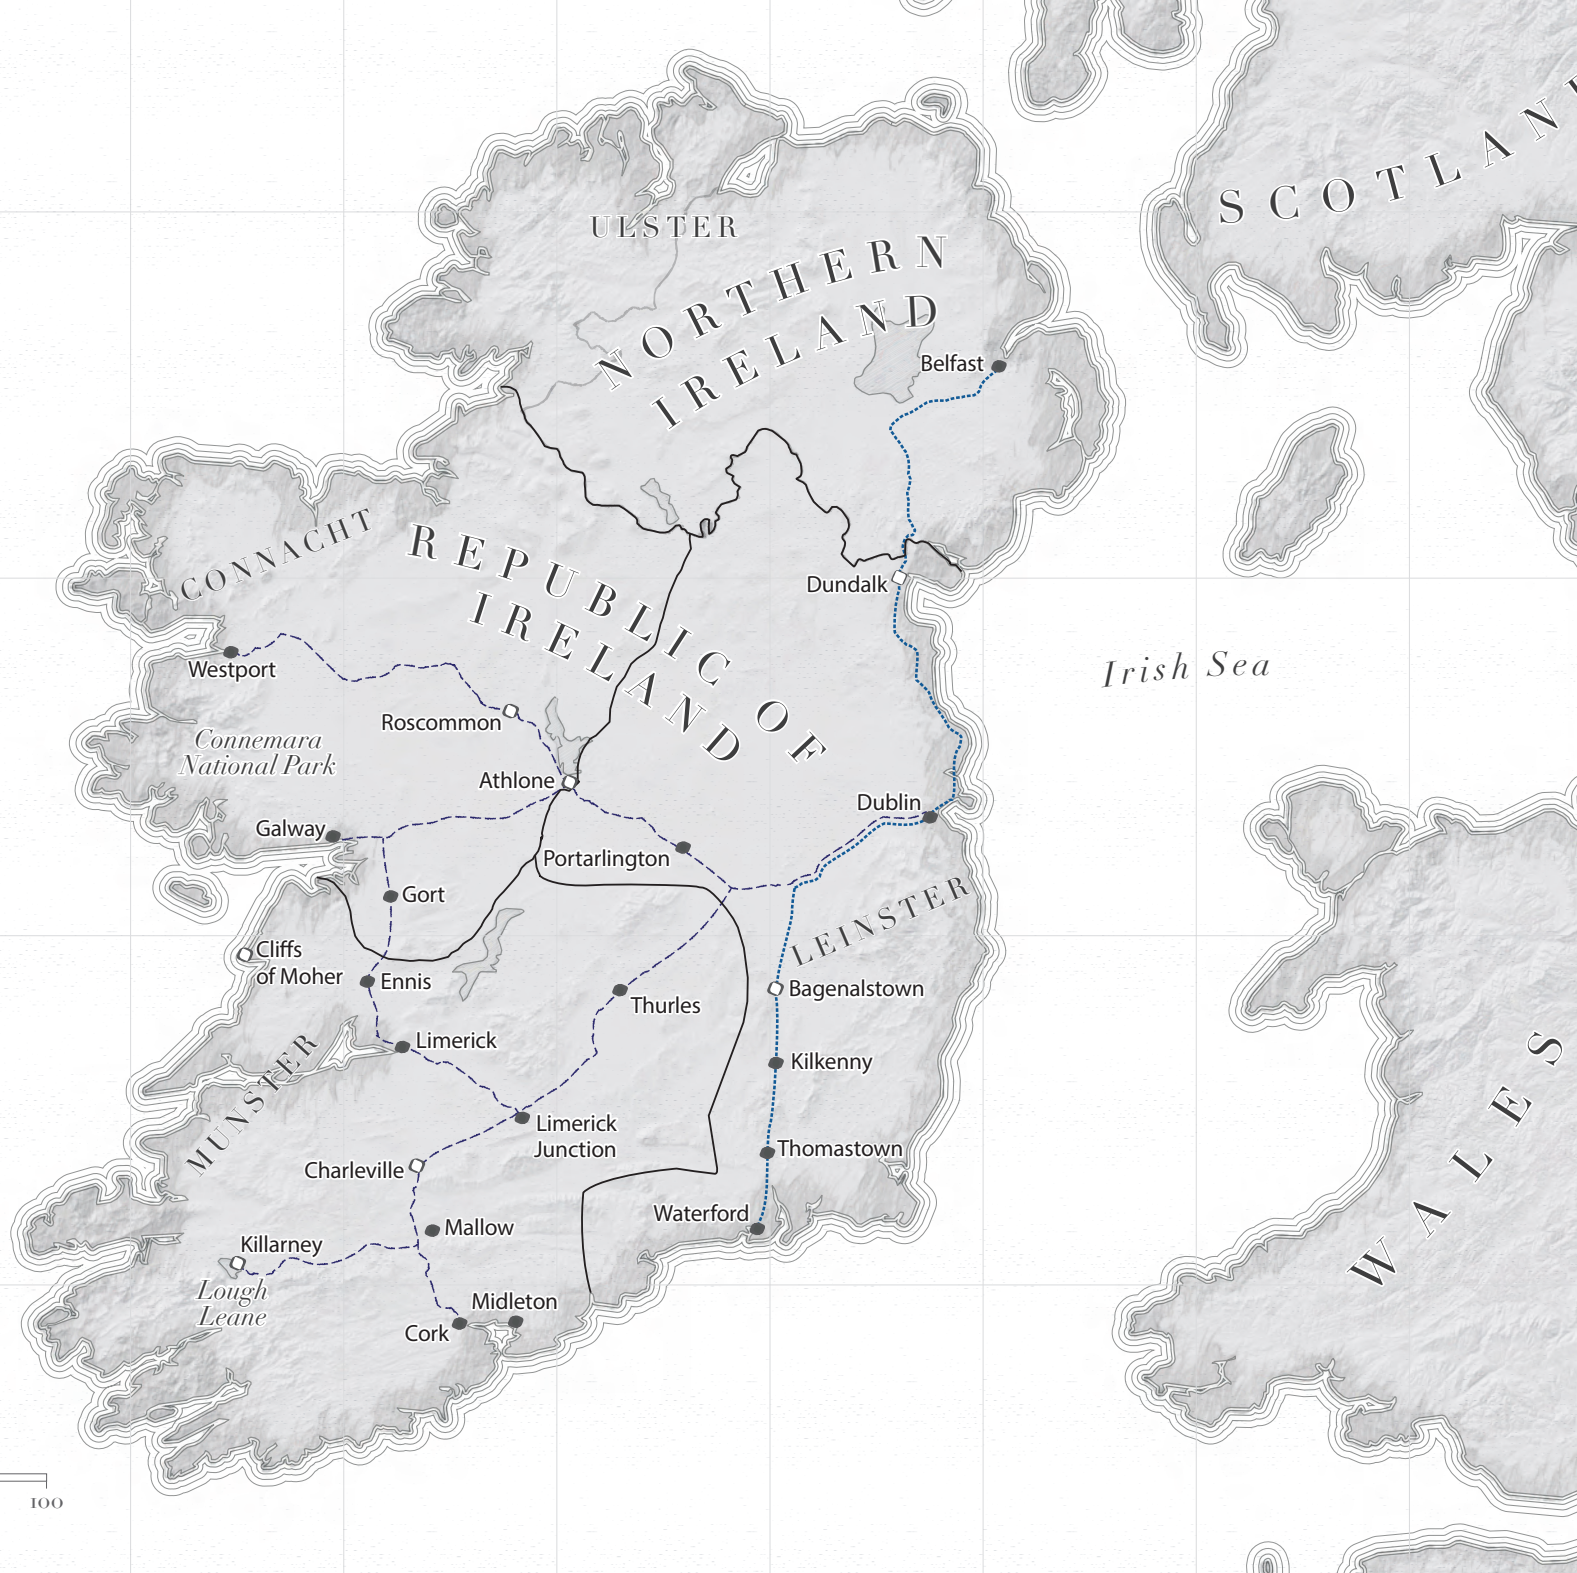 SCOTLAN
ULSTER
NORTHERN
IRELAND
Belfast
CONNACHT
REPUBLIC OF
IRELAND
Dundalk
Irish Sea
Westport
Roscommon
Connemara
National Park
Athlone
Dublin
Galway
Portarlington
Gort
LEINSTER
Cliffs
of Moher
Ennis
Bagenalstown
Thurles
Limerick
Kilkenny
MUNSTER
WALES
Limerick
Junction
Thomastown
Charleville
Waterford
Mallow
Killarney
Lough
Leane
Midleton
Cork
100